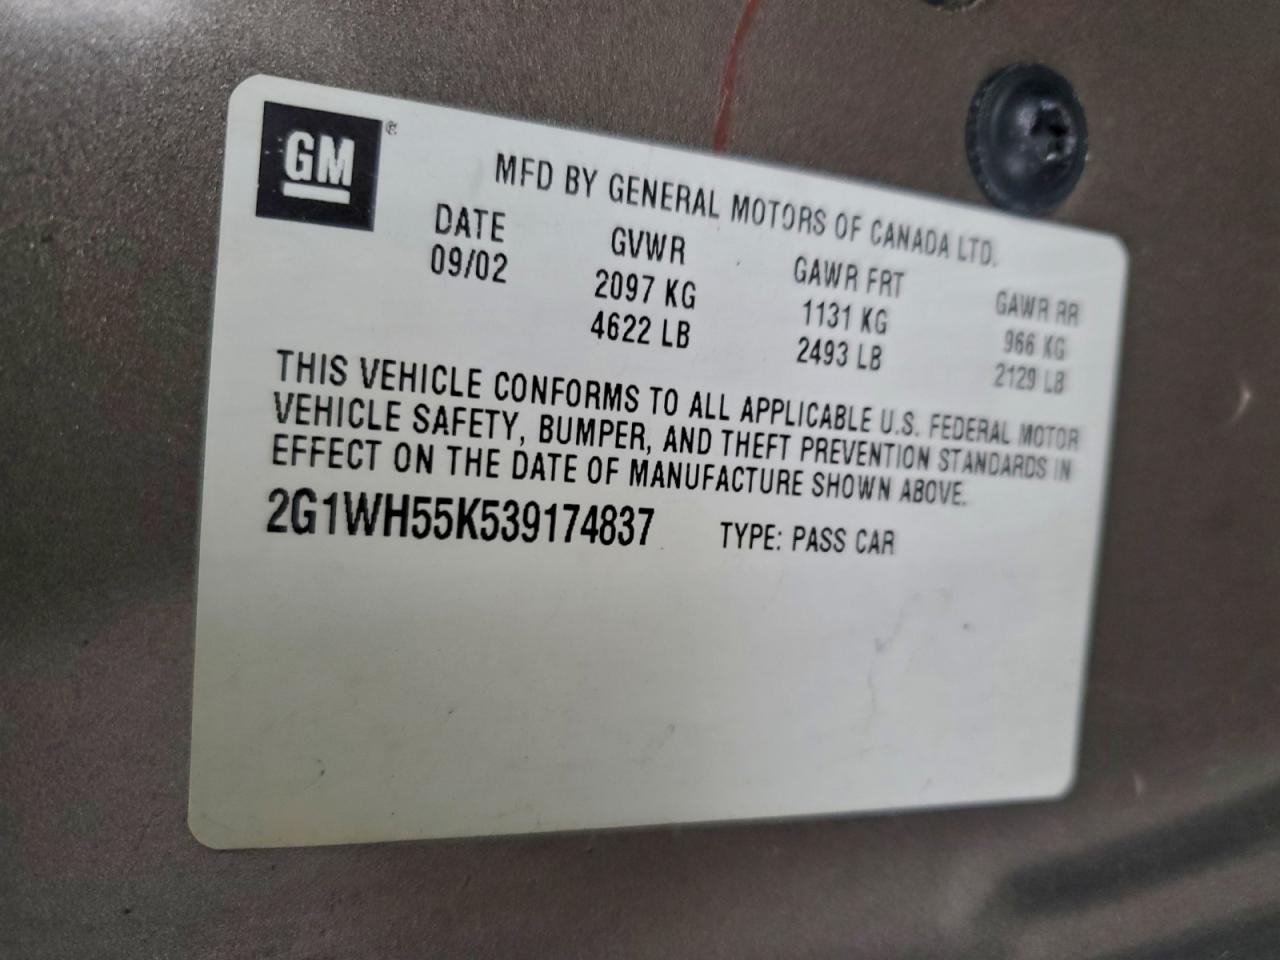 GM®
MFD BY GENERAL MOTORS OF CANADA LTD.
DATE GVWR GAWR FRT GAWR RR
09/02 2097 KG 1131 KG 966 KG
4622 LB 2493 LB 2129 LB
THIS VEHICLE CONFORMS TO ALL APPLICABLE U.S. FEDERAL MOTOR
VEHICLE SAFETY, BUMPER, AND THEFT PREVENTION STANDARDS IN
EFFECT ON THE DATE OF MANUFACTURE SHOWN ABOVE.
2G1WH55K539174837 TYPE: PASS CAR